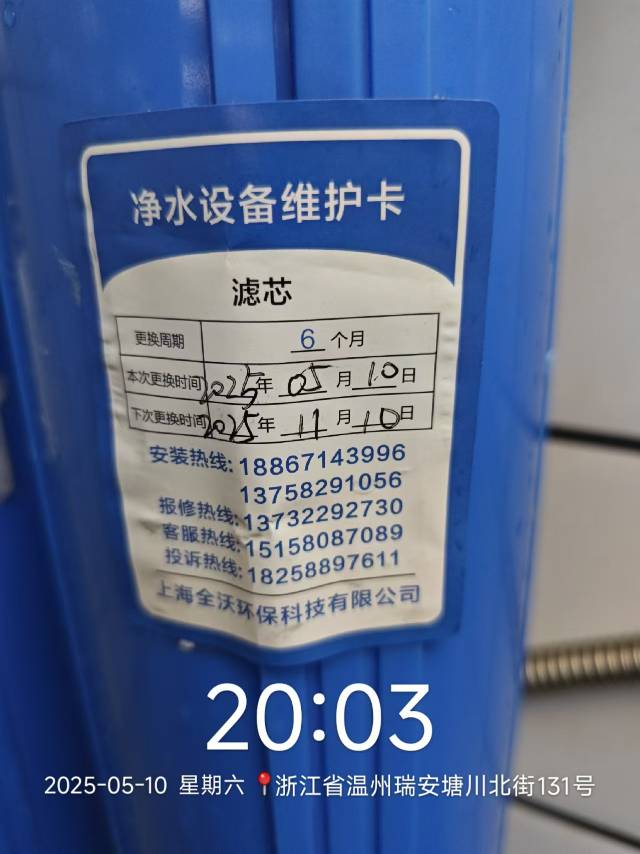 净水设备维护卡
滤芯
更换周期 6 个月
本次更换时间 2025年 05 月 10 日
下次更换时间 2025年 11 月 10 日
安装热线: 18867143996
13758291056
报修热线: 13732292730
客服热线: 15158087089
投诉热线: 18258897611
上海全沃环保科技有限公司
20:03
2025-05-10 星期六 📍浙江省温州瑞安塘川北街131号